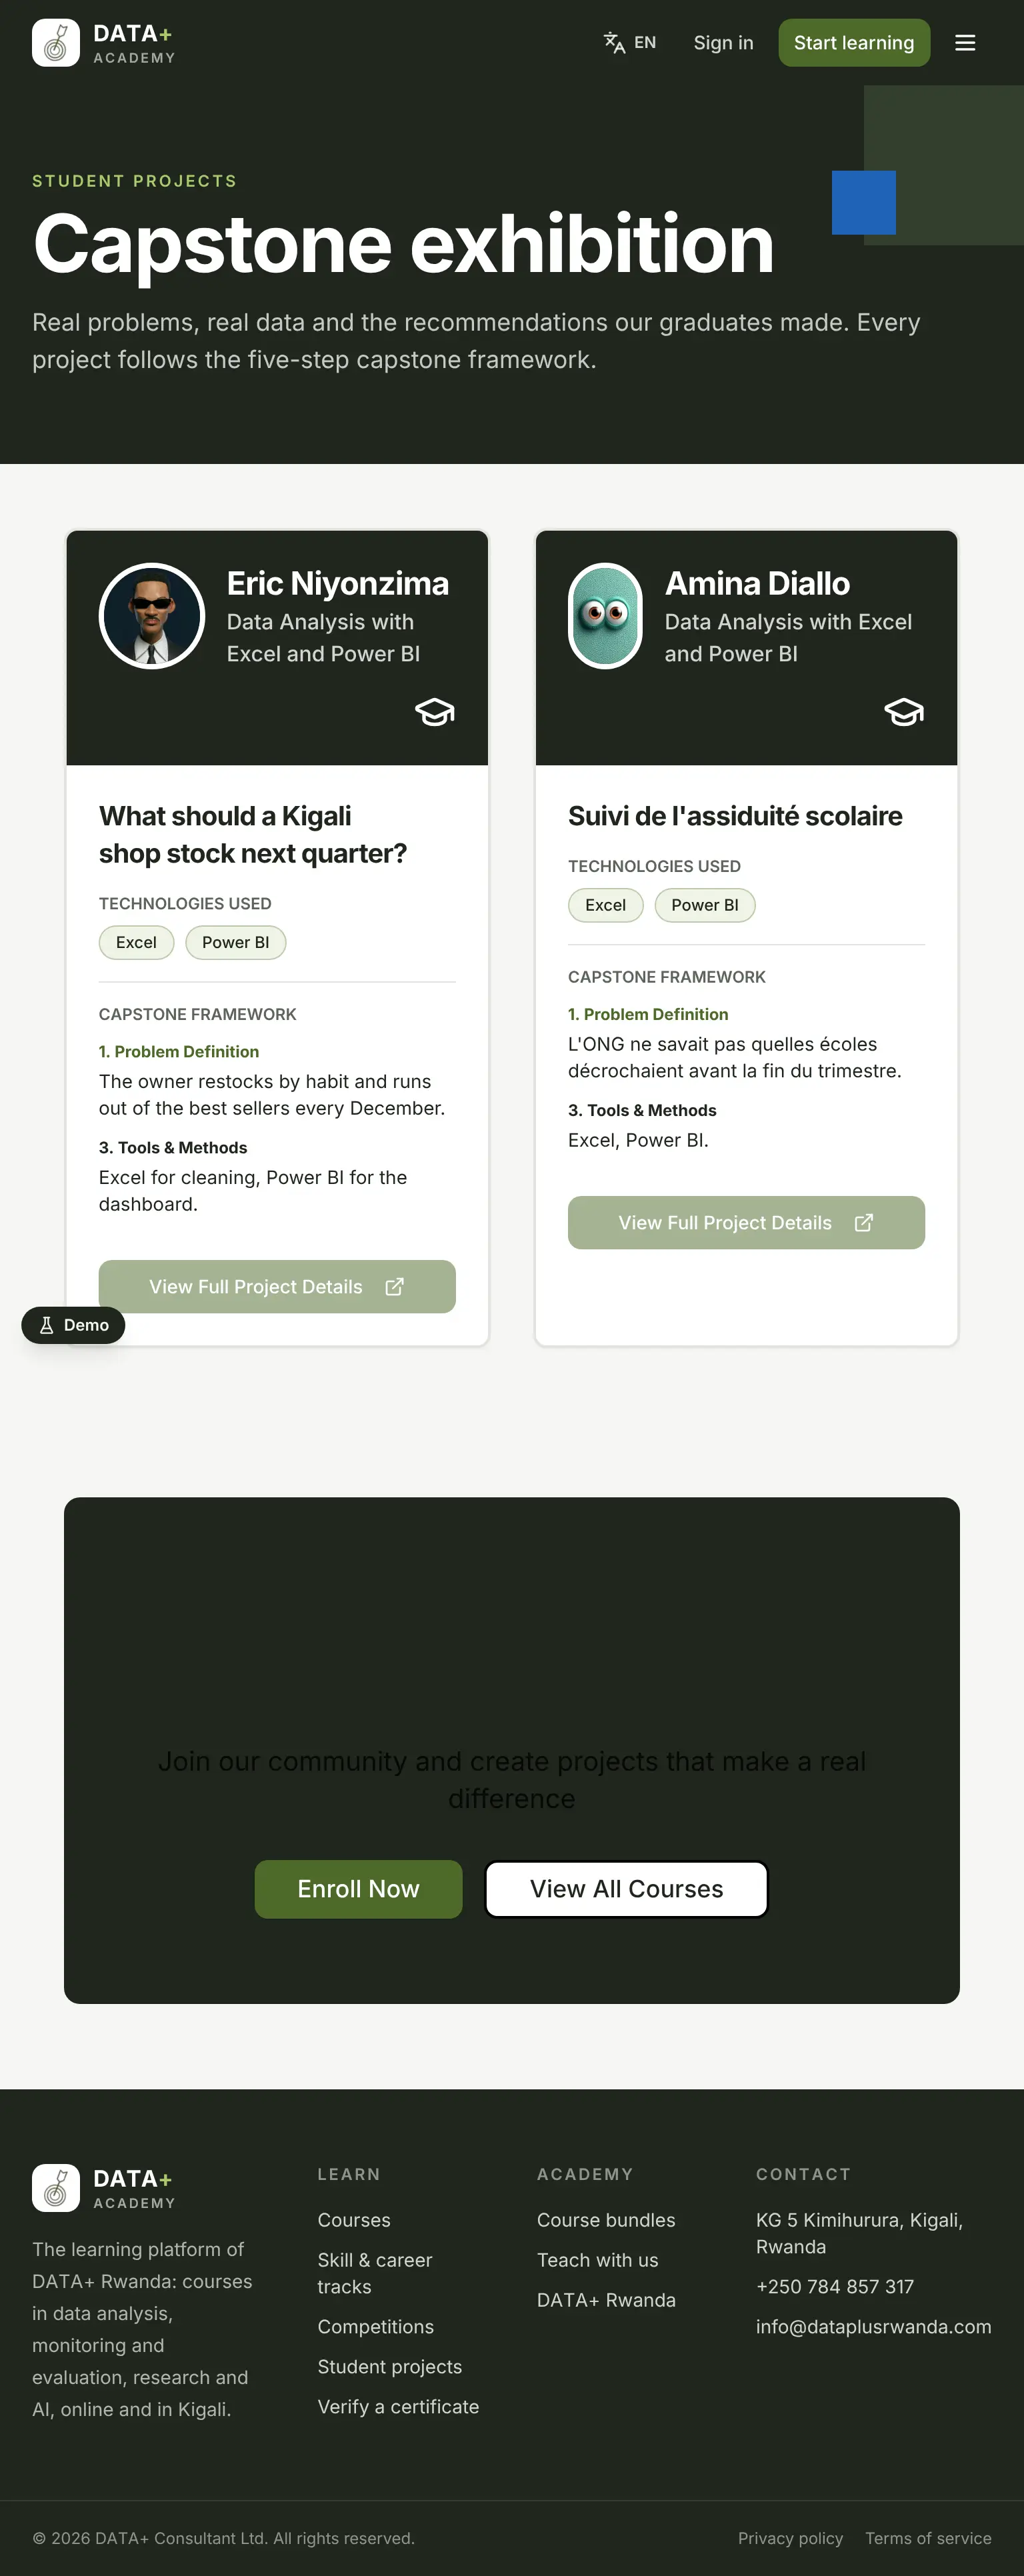 DATA+
ACADEMY
EN
Sign in
Start learning
STUDENT PROJECTS
Capstone exhibition
Real problems, real data and the recommendations our graduates made. Every
project follows the five-step capstone framework.
Eric Niyonzima
Data Analysis with
Excel and Power BI
What should a Kigali
shop stock next quarter?
TECHNOLOGIES USED
Excel
Power BI
CAPSTONE FRAMEWORK
1. Problem Definition
The owner restocks by habit and runs
out of the best sellers every December.
3. Tools & Methods
Excel for cleaning, Power BI for the
dashboard.
View Full Project Details
Demo
Amina Diallo
Data Analysis with Excel
and Power BI
Suivi de l'assiduité scolaire
TECHNOLOGIES USED
Excel
Power BI
CAPSTONE FRAMEWORK
1. Problem Definition
L'ONG ne savait pas quelles écoles
décrochaient avant la fin du trimestre.
3. Tools & Methods
Excel, Power BI.
View Full Project Details
Join our community and create projects that make a real
difference
Enroll Now
View All Courses
DATA+
ACADEMY
The learning platform of
DATA+ Rwanda: courses
in data analysis,
monitoring and
evaluation, research and
AI, online and in Kigali.
LEARN
Courses
Skill & career
tracks
Competitions
Student projects
Verify a certificate
ACADEMY
Course bundles
Teach with us
DATA+ Rwanda
CONTACT
KG 5 Kimihurura, Kigali,
Rwanda
+250 784 857 317
info@dataplusrwanda.com
© 2026 DATA+ Consultant Ltd. All rights reserved.
Privacy policy
Terms of service